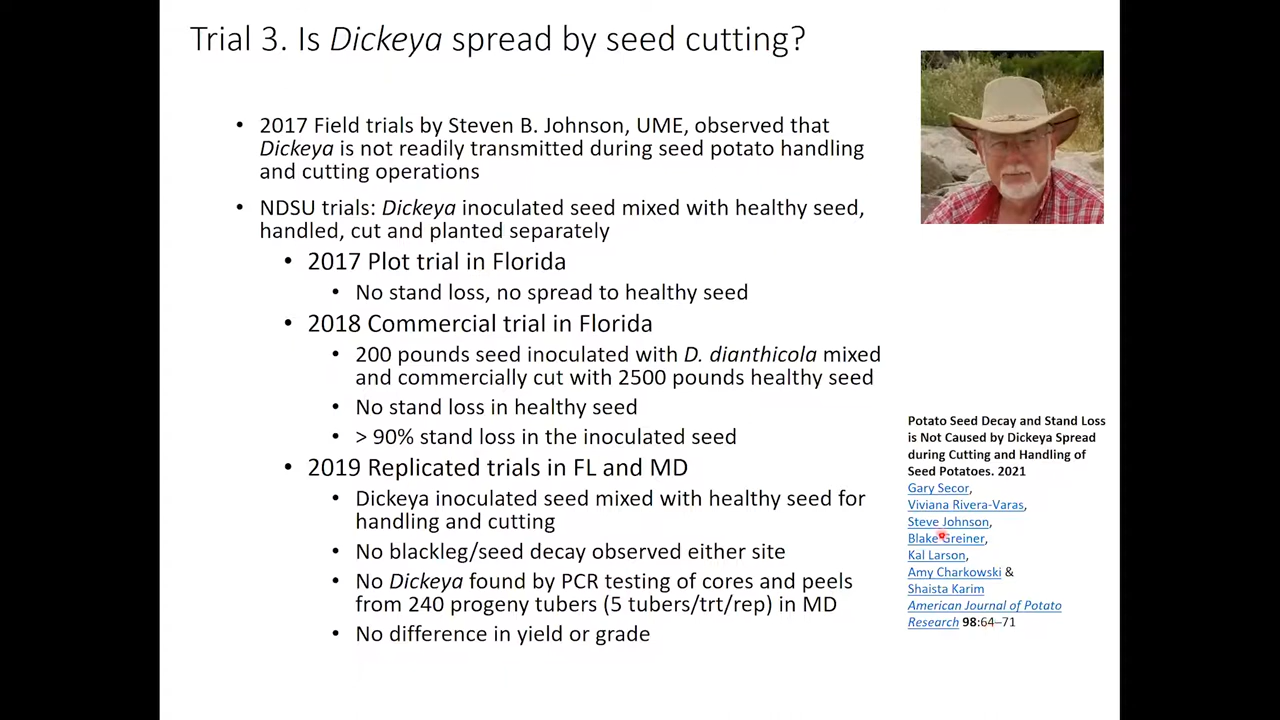 Trial 3. Is Dickeya spread by seed cutting?
• 2017 Field trials by Steven B. Johnson, UME, observed that
Dickeya is not readily transmitted during seed potato handling
and cutting operations
• NDSU trials: Dickeya inoculated seed mixed with healthy seed,
handled, cut and planted separately
• 2017 Plot trial in Florida
• No stand loss, no spread to healthy seed
• 2018 Commercial trial in Florida
• 200 pounds seed inoculated with D. dianthicola mixed
and commercially cut with 2500 pounds healthy seed
• No stand loss in healthy seed
• > 90% stand loss in the inoculated seed
• 2019 Replicated trials in FL and MD
• Dickeya inoculated seed mixed with healthy seed for
handling and cutting
• No blackleg/seed decay observed either site
• No Dickeya found by PCR testing of cores and peels
from 240 progeny tubers (5 tubers/trt/rep) in MD
• No difference in yield or grade
Potato Seed Decay and Stand Loss
is Not Caused by Dickeya Spread
during Cutting and Handling of
Seed Potatoes. 2021
Gary Secor,
Viviana Rivera-Varas,
Steve Johnson,
Blake Greiner,
Kal Larson,
Amy Charkowski &
Shaista Karim
American Journal of Potato
Research 98:64–71